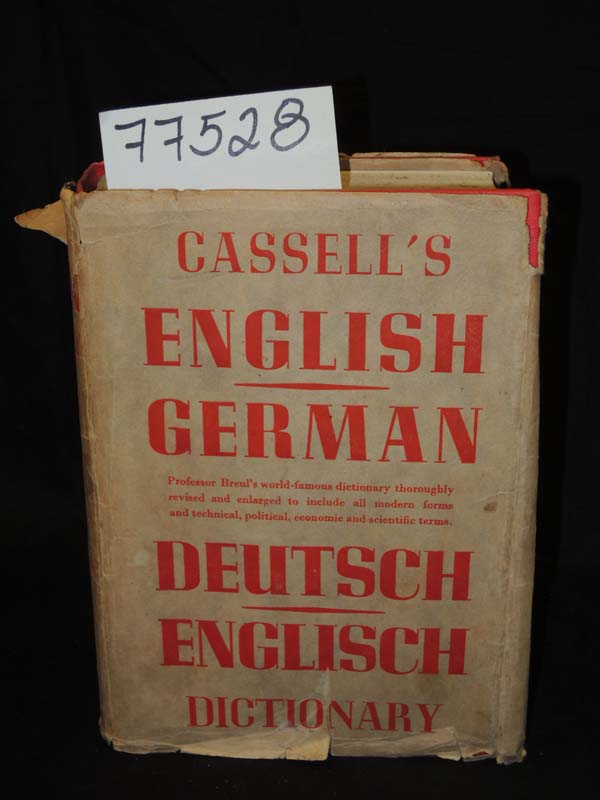 77528
CASSELL'S
ENGLISH
GERMAN
Professor Breul's world-famous dictionary thoroughly
revised and enlarged to include all modern forms
and technical, political, economic and scientific terms.
DEUTSCH
ENGLISCH
DICTIONARY